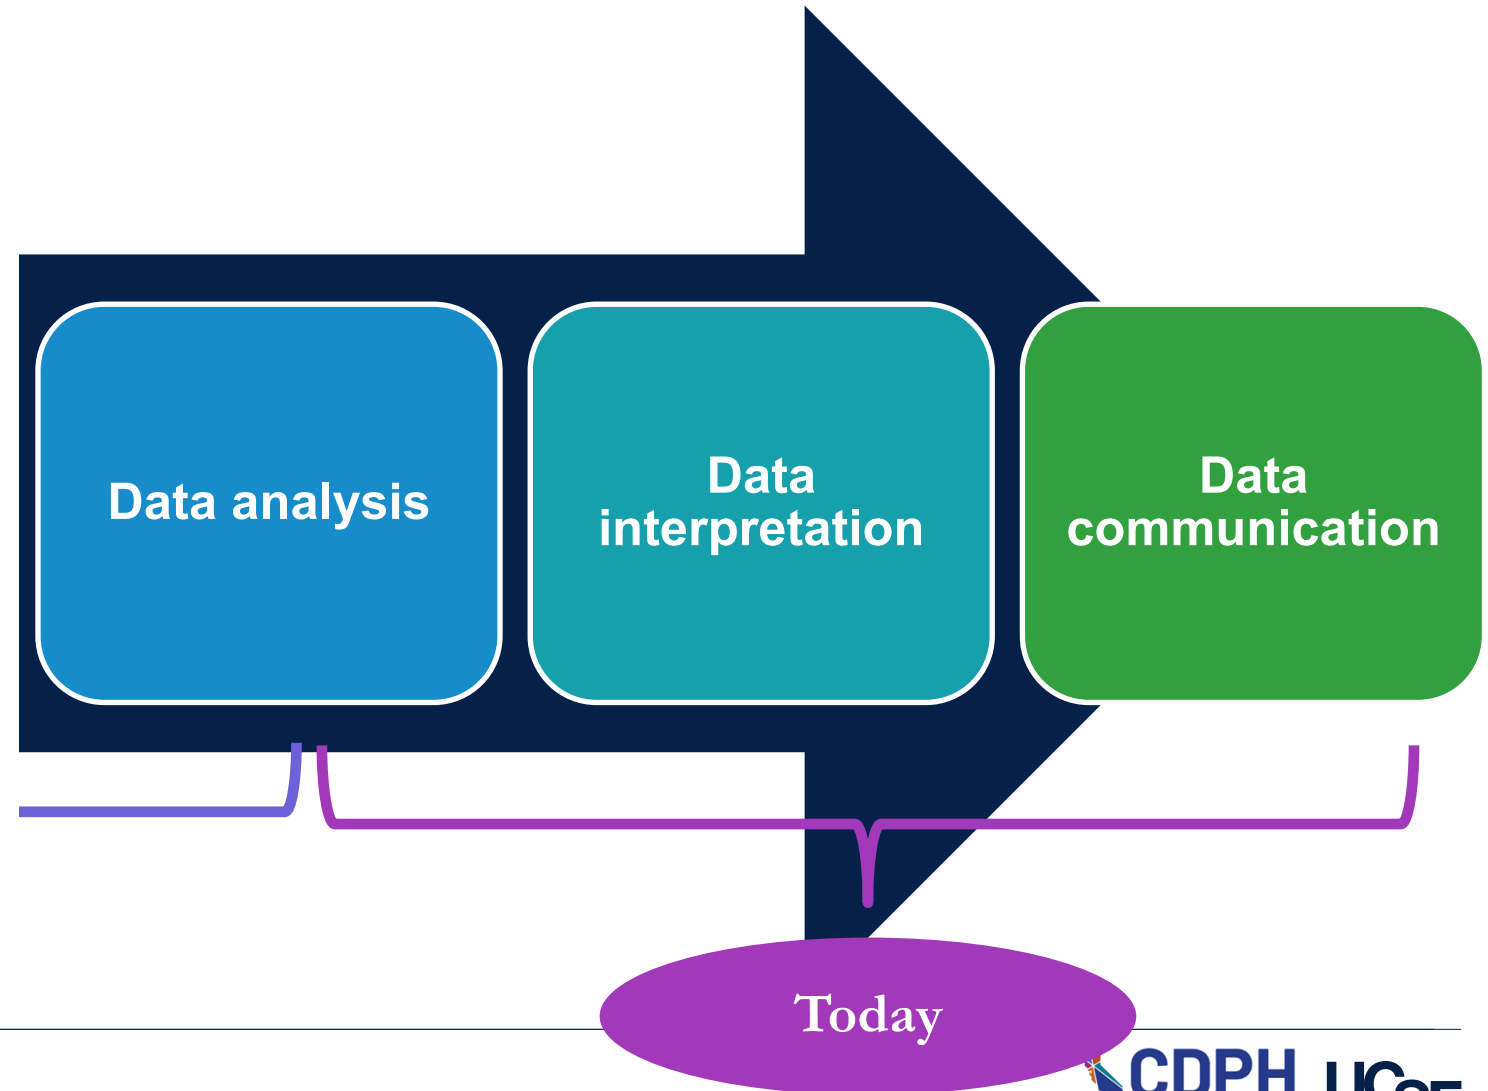 Data analysis
Data
interpretation
Data
communication
Today
CDPH